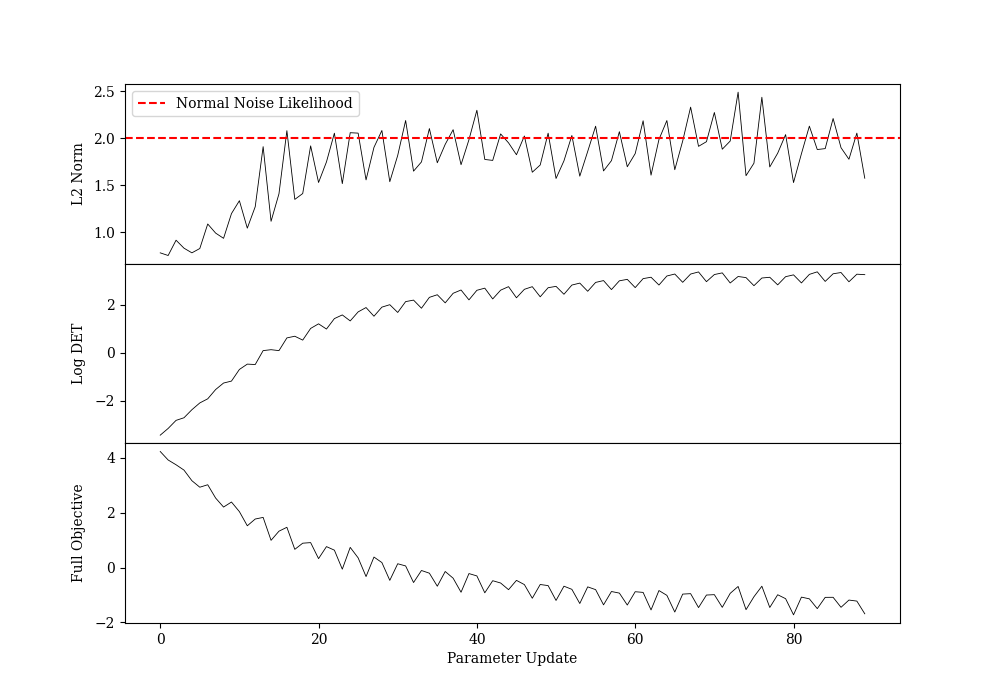 2.5
Normal Noise Likelihood
2.0
1.5
1.0
L2 Norm
2
0
−2
Log DET
4
2
0
−2
Full Objective
0 20 40 60 80
Parameter Update